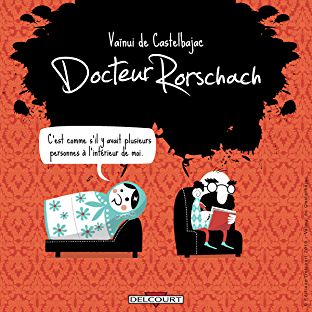 Vaïnui de Castelbajac
Docteur Rorschach
C'est comme s'il y avait plusieurs
personnes à l'intérieur de moi.
DELCOURT